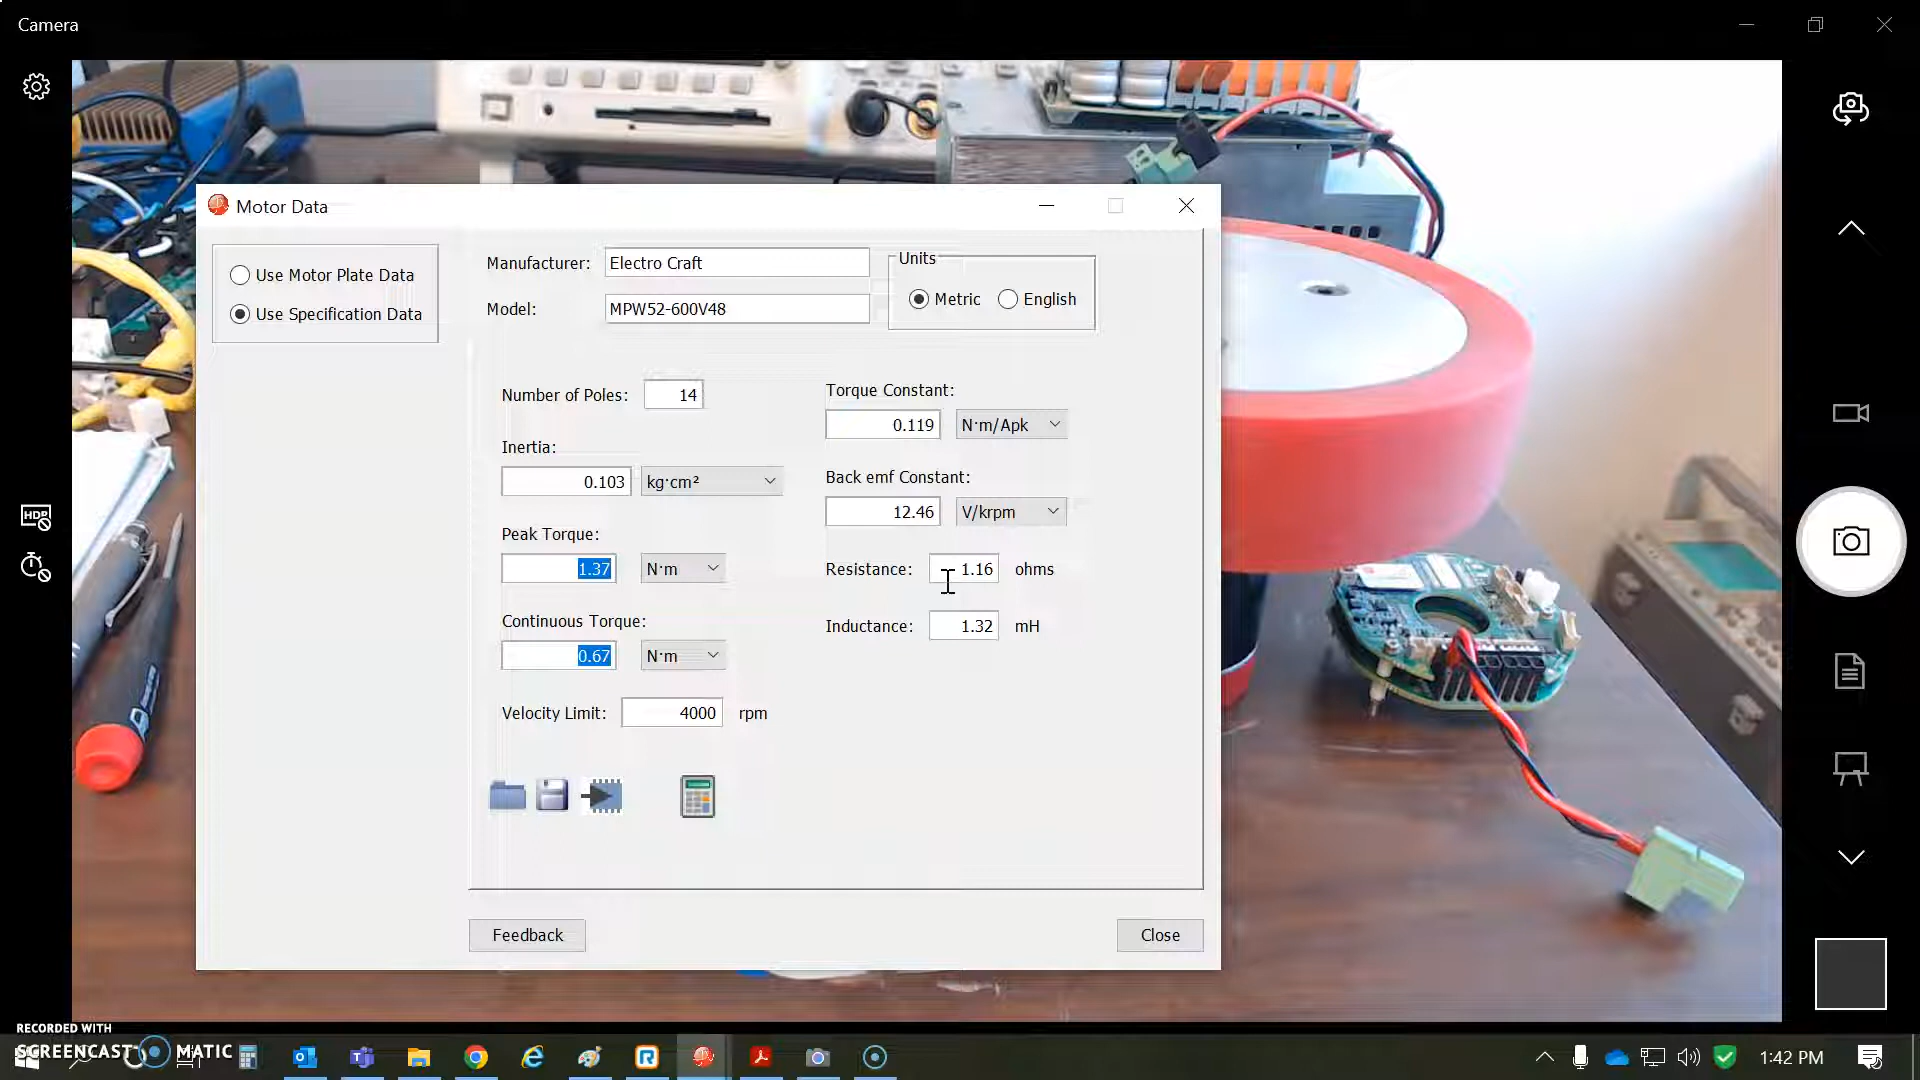 Camera
Motor Data
Use Motor Plate Data
Use Specification Data
Manufacturer: Electro Craft
Model: MPW52-600V48
Units
Metric English
Number of Poles: 14
Inertia:
0.103 kg·cm²
Peak Torque:
1.37 N·m
Continuous Torque:
0.67 N·m
Velocity Limit: 4000 rpm
Torque Constant:
0.119 N·m/Apk
Back emf Constant:
12.46 V/krpm
Resistance: 1.16 ohms
Inductance: 1.32 mH
Feedback
Close
HDR
RECORDED WITH
SCREENCAST MATIC
1:42 PM